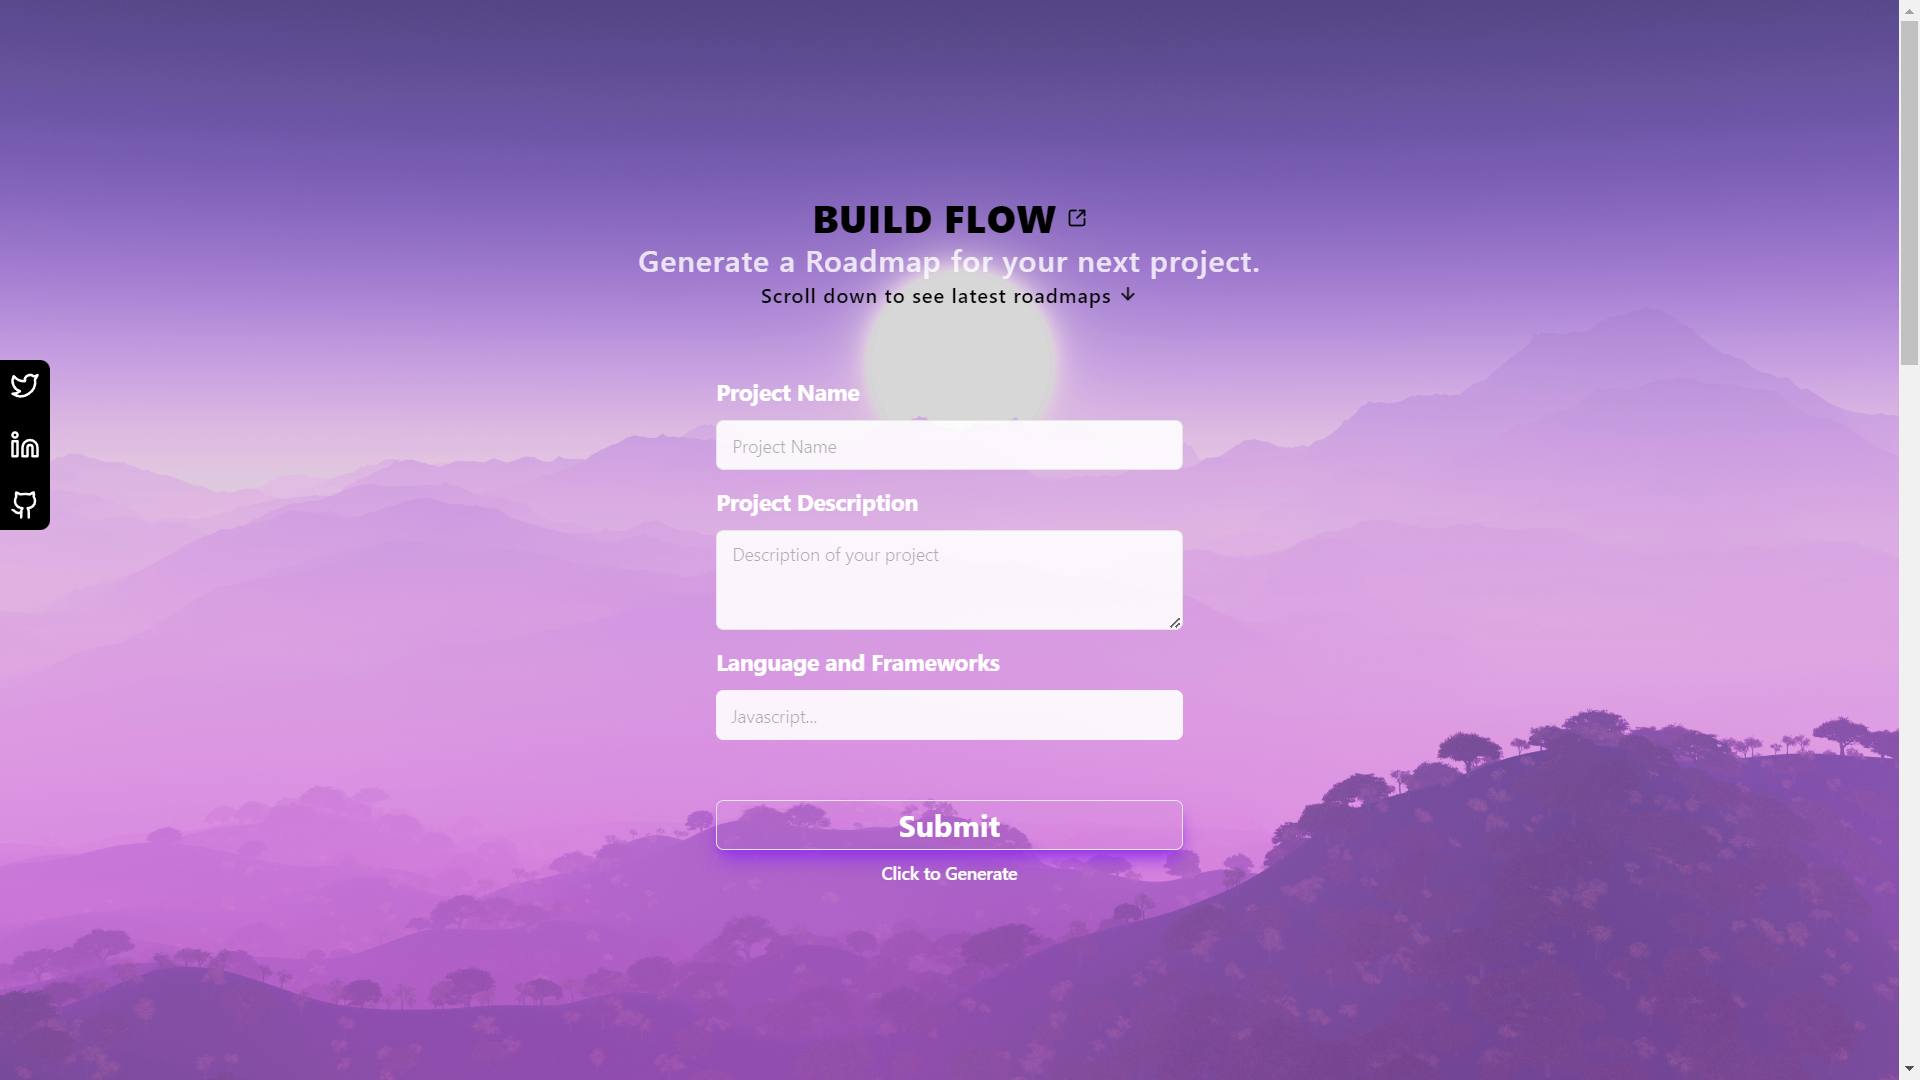 BUILD FLOW
Generate a Roadmap for your next project.
Scroll down to see latest roadmaps
Project Name
Project Name
Project Description
Description of your project
Language and Frameworks
Javascript...
Submit
Click to Generate